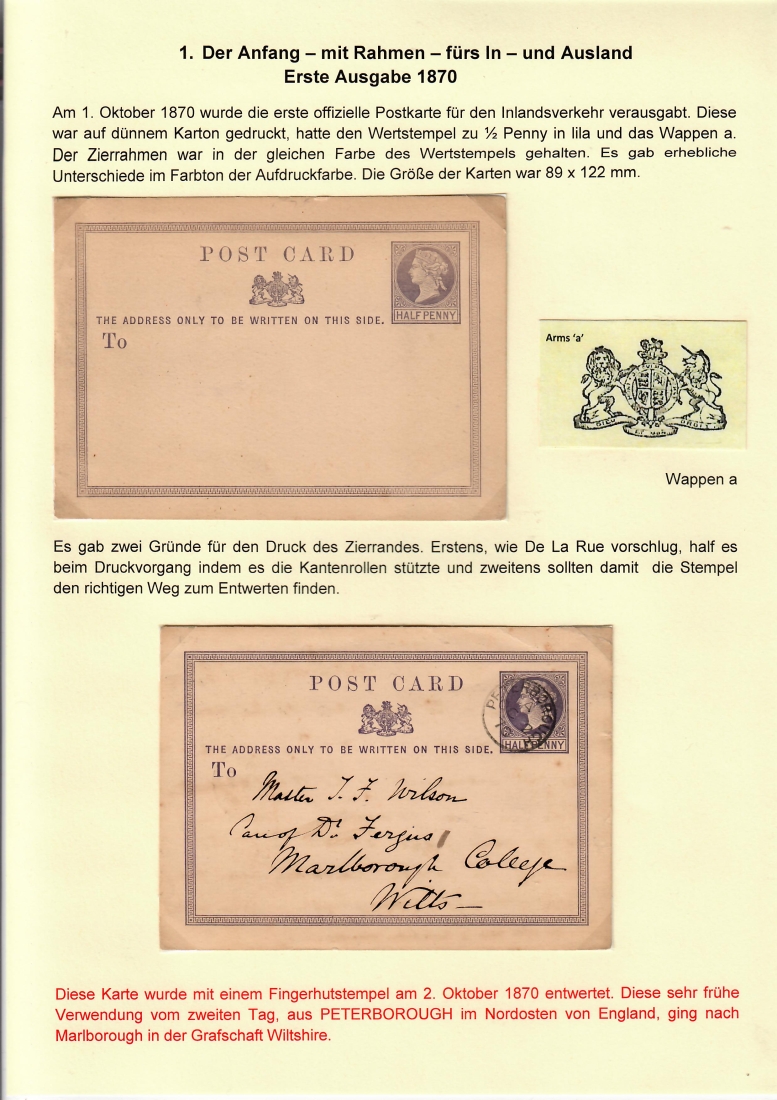 1. Der Anfang – mit Rahmen – fürs In – und Ausland
Erste Ausgabe 1870
Am 1. Oktober 1870 wurde die erste offizielle Postkarte für den Inlandsverkehr verausgabt. Diese
war auf dünnem Karton gedruckt, hatte den Wertstempel zu ½ Penny in lila und das Wappen a.
Der Zierrahmen war in der gleichen Farbe des Wertstempels gehalten. Es gab erhebliche
Unterschiede im Farbton der Aufdruckfarbe. Die Größe der Karten war 89 x 122 mm.
POST CARD
THE ADDRESS ONLY TO BE WRITTEN ON THIS SIDE.
HALFPENNY
To
Arms 'a'
Wappen a
Es gab zwei Gründe für den Druck des Zierrandes. Erstens, wie De La Rue vorschlug, half es
beim Druckvorgang indem es die Kantenrollen stützte und zweitens sollten damit die Stempel
den richtigen Weg zum Entwerten finden.
POST CARD
PETERBOROUGH
THE ADDRESS ONLY TO BE WRITTEN ON THIS SIDE.
HALFPENNY
To
Master T. F. Wilson
Care of Dr. Fergus
Marlborough College
Wilts
Diese Karte wurde mit einem Fingerhutstempel am 2. Oktober 1870 entwertet. Diese sehr frühe
Verwendung vom zweiten Tag, aus PETERBOROUGH im Nordosten von England, ging nach
Marlborough in der Grafschaft Wiltshire.